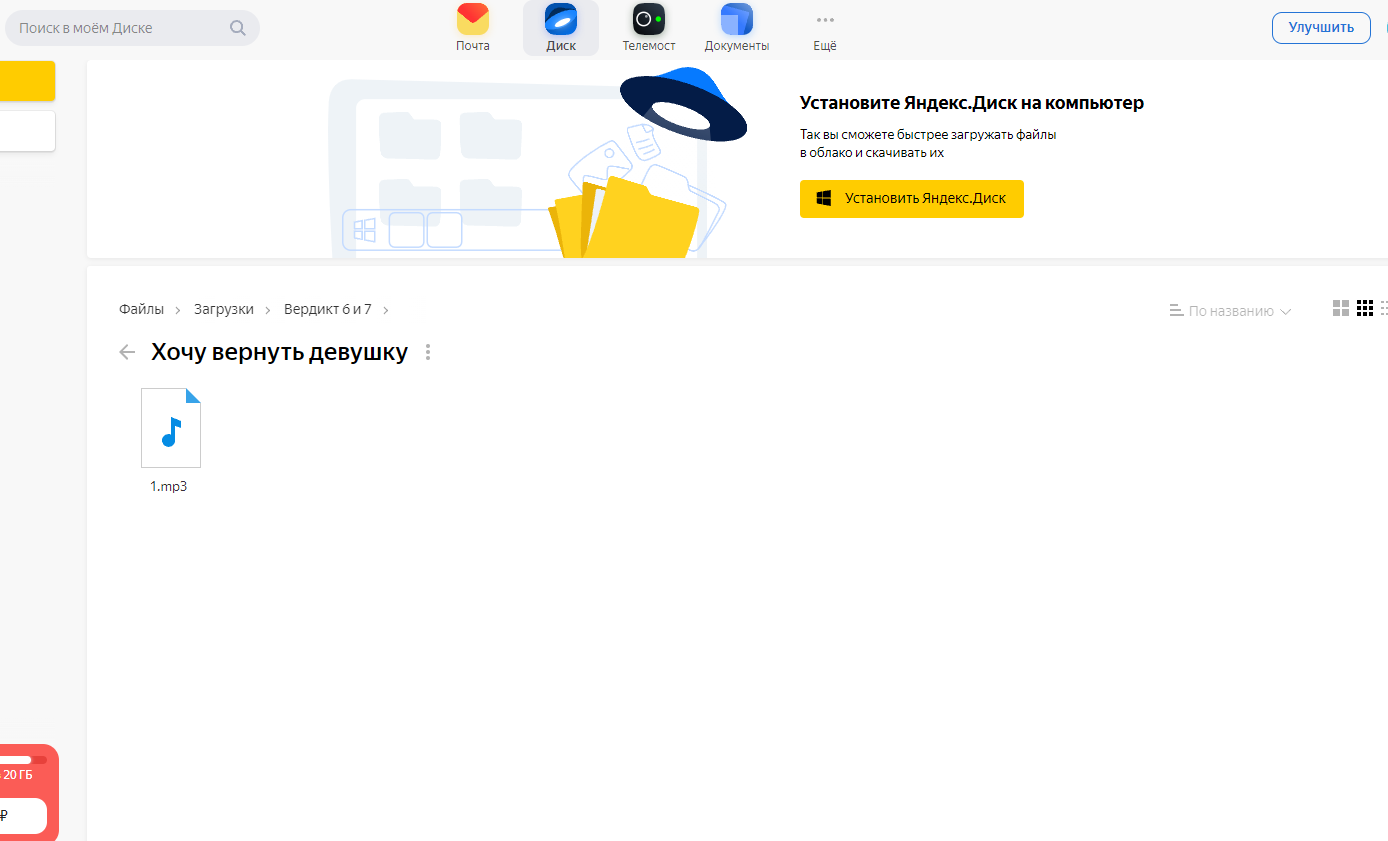 Поиск в моём Диске
Почта
Диск
Телемост
Документы
Ещё
Улучшить
Установите Яндекс.Диск на компьютер
Так вы сможете быстрее загружать файлы
в облако и скачивать их
Установить Яндекс.Диск
Файлы
Загрузки
Вердикт 6 и 7
По названию
Хочу вернуть девушку
1.mp3
20 ГБ
₽